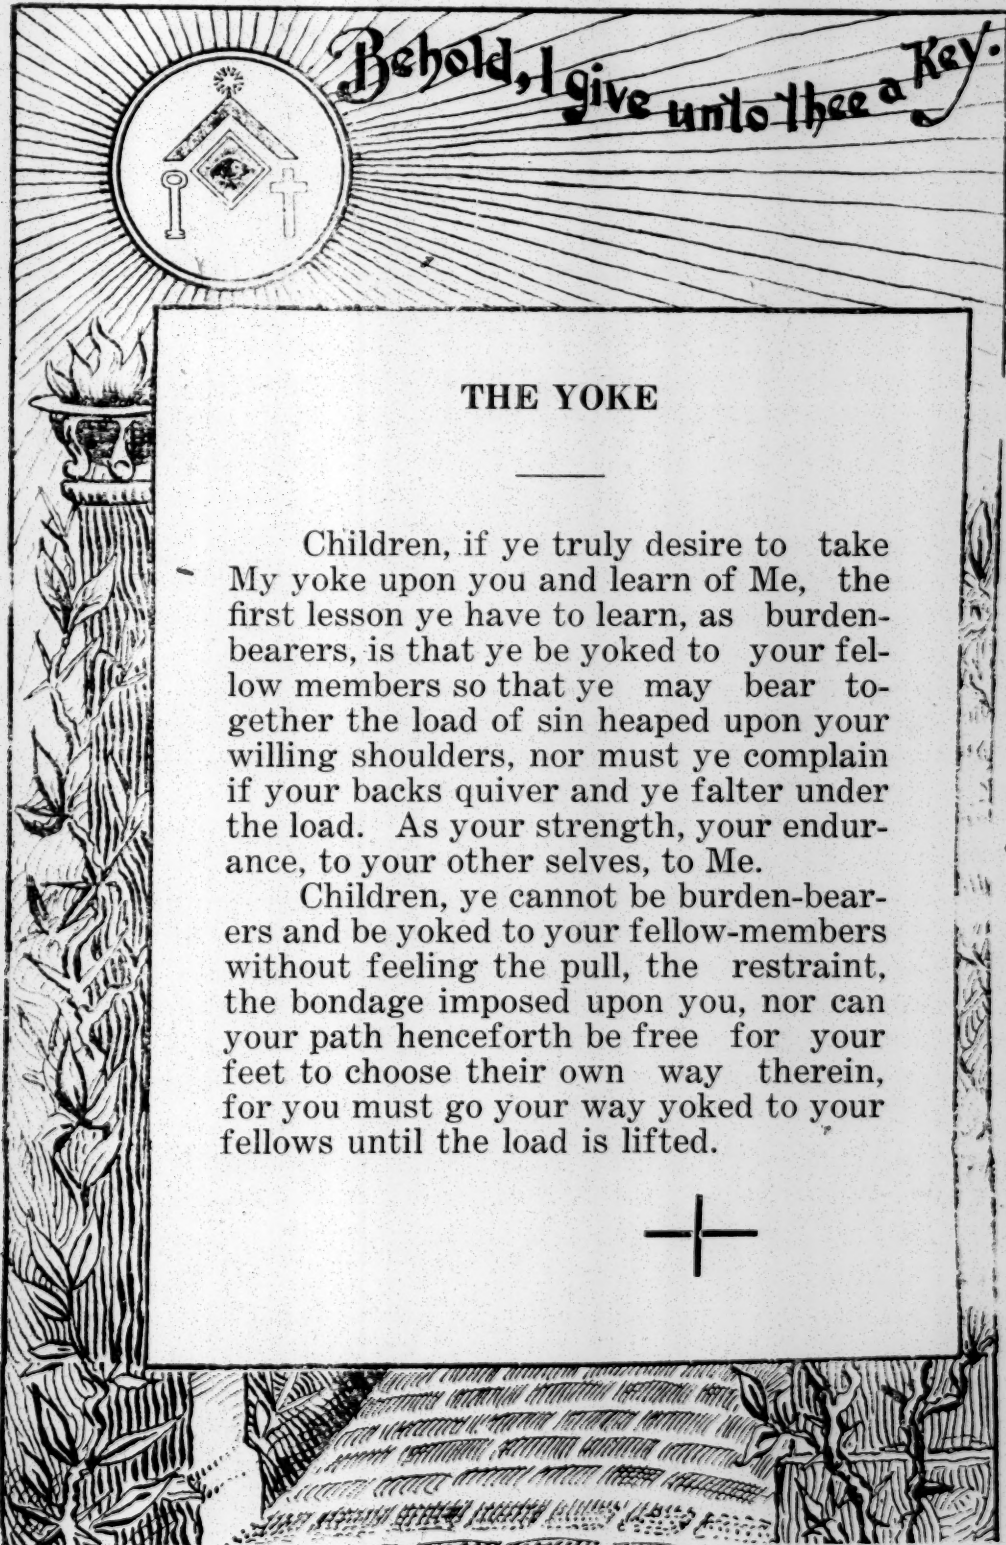 Behold, I give unto thee a Key.
THE YOKE
Children, if ye truly desire to take
My yoke upon you and learn of Me, the
first lesson ye have to learn, as burden-
bearers, is that ye be yoked to your fel-
low members so that ye may bear to-
gether the load of sin heaped upon your
willing shoulders, nor must ye complain
if your backs quiver and ye falter under
the load. As your strength, your endur-
ance, to your other selves, to Me.
Children, ye cannot be burden-bear-
ers and be yoked to your fellow-members
without feeling the pull, the restraint,
the bondage imposed upon you, nor can
your path henceforth be free for your
feet to choose their own way therein,
for you must go your way yoked to your
fellows until the load is lifted.